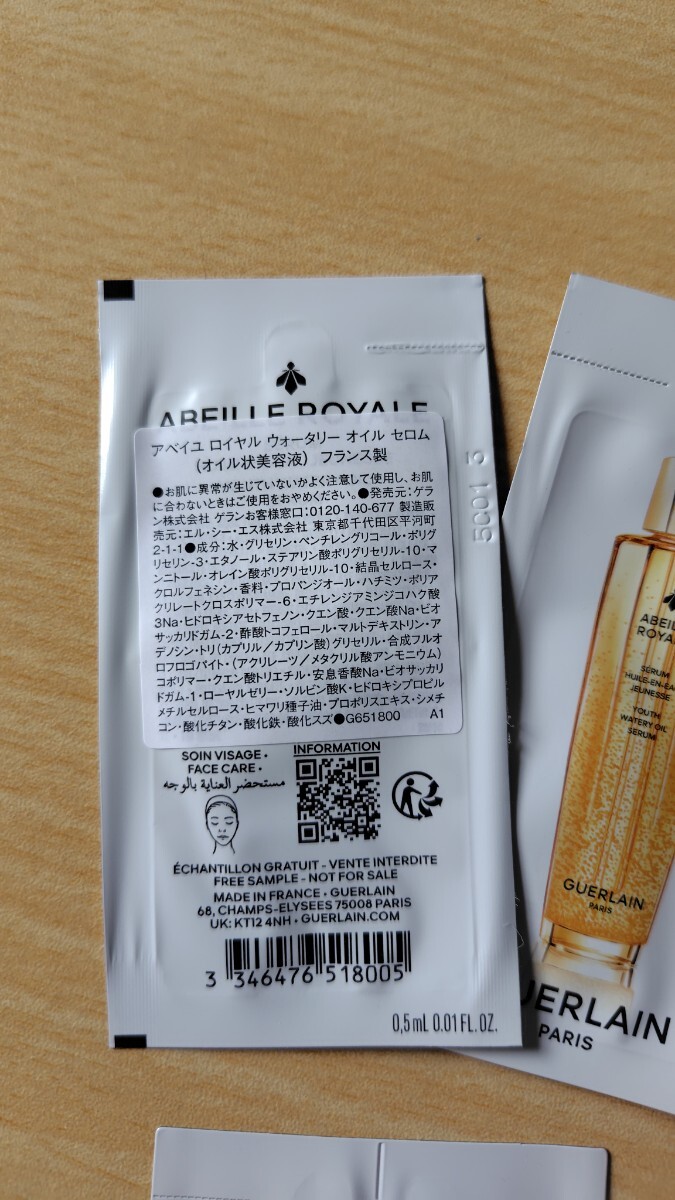 ABEILLE ROYALE
アベイユ ロイヤル ウォータリー オイル セロム
(オイル状美容液) フランス製
●お肌に異常が生じていないかよく注意して使用し、お肌
に合わないときはご使用をおやめください。●発売元:ゲラ
ン株式会社 ゲランお客様窓口:0120-140-677 製造販
売元:エル・シー・エス株式会社 東京都千代田区平河町
2-1-1●成分:水・グリセリン・ペンチレングリコール・ポリグ
リセリン-3・エタノール・ステアリン酸ポリグリセリル-10・マ
ンニトール・オレイン酸ポリグリセリル-10・結晶セルロース・
クロルフェネシン・香料・プロパンジオール・ハチミツ・ポリア
クリレートクロスポリマー-6・エチレンジアミンジコハク酸
3Na・ヒドロキシアセトフェノン・クエン酸・クエン酸Na・ビオ
サッカリドガム-2・酢酸トコフェロール・マルトデキストリン・ア
デノシン・トリ(カプリル/カプリン酸)グリセリル・合成フルオ
ロフロゴパイト・(アクリレーツ/メタクリル酸アンモニウム)
コポリマー・クエン酸トリエチル・安息香酸Na・ビオサッカリ
ドガム-1・ローヤルゼリー・ソルビン酸K・ヒドロキシプロピル
メチルセルロース・ヒマワリ種子油・プロポリスエキス・シメチ
コン・酸化チタン・酸化鉄・酸化スズ●G651800 A1
SOIN VISAGE •
FACE CARE •
مستحضر العناية بالوجه
INFORMATION
ÉCHANTILLON GRATUIT - VENTE INTERDITE
FREE SAMPLE - NOT FOR SALE
MADE IN FRANCE • GUERLAIN
68, CHAMPS-ELYSEES 75008 PARIS
UK: KT12 4NH • GUERLAIN.COM
3 346476 518005
0,5 mL 0.01 FL. OZ.
5001 3
SÉRUM
HUILE-EN-EAU
JEUNESSE
YOUTH
WATERY OIL
SERUM
GUERLAIN
PARIS
PARIS